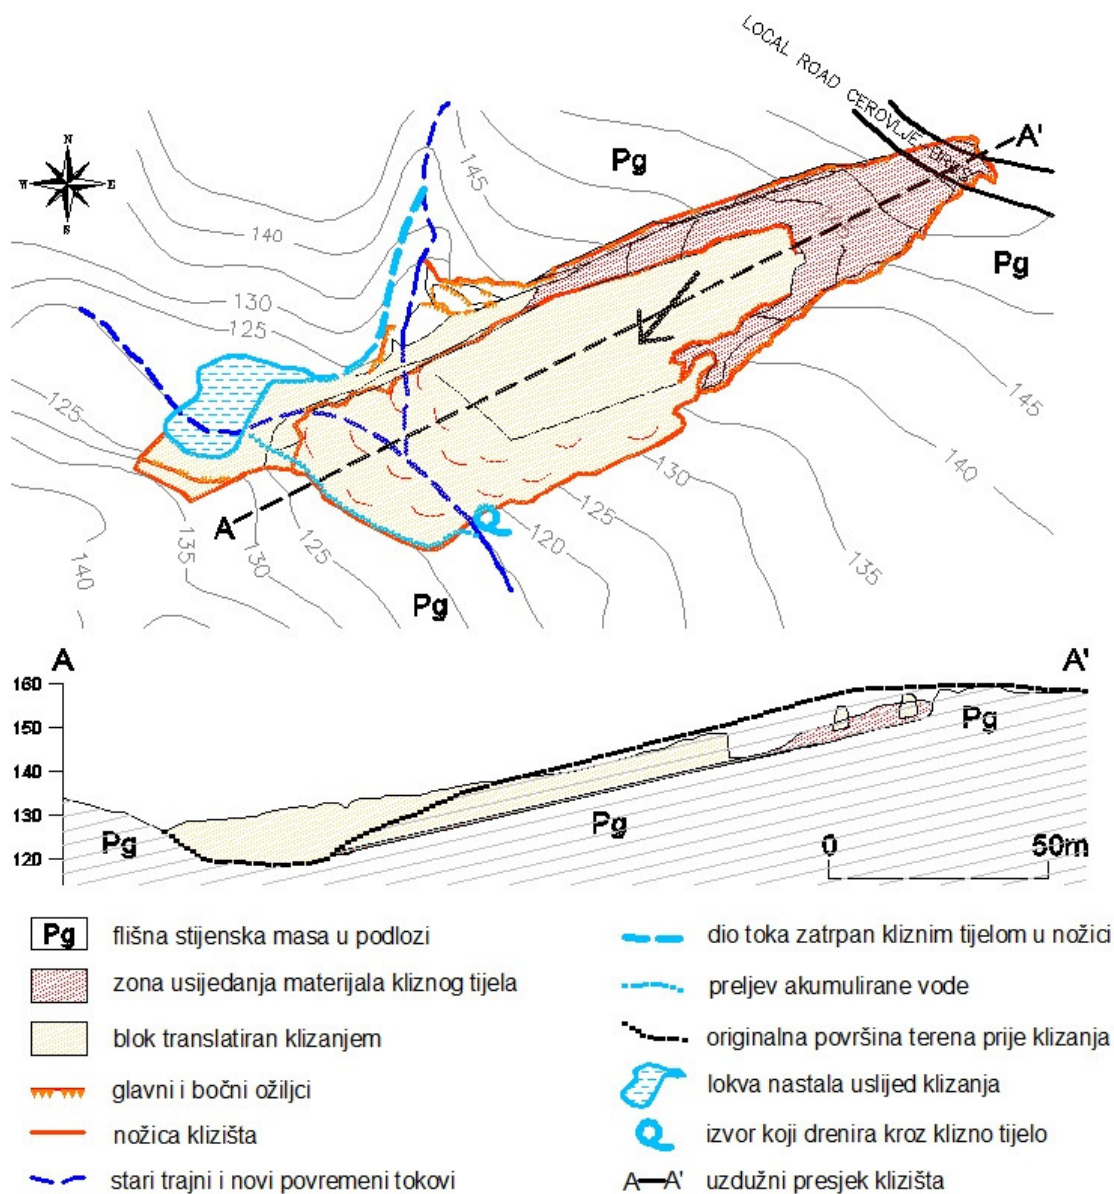 LOCAL ROAD CEROVLJE
A'
Pg
N
W E
S
145
140
130
125
Pg
145
140
125
130
125
120
135
A
140
135
130
125
Pg
A
A'
160
150
140
130
120
Pg
Pg
Pg
0
50m
Pg flišna stijenska masa u podlozi
zona usijedanja materijala kliznog tijela
blok translatiran klizanjem
glavni i bočni ožiljci
nožica klizišta
stari trajni i novi povremeni tokovi
dio toka zatrpan kliznim tijelom u nožici
preljev akumulirane vode
originalna površina terena prije klizanja
lokva nastala uslijed klizanja
izvor koji drenira kroz klizno tijelo
A—A' uzdužni presjek klizišta